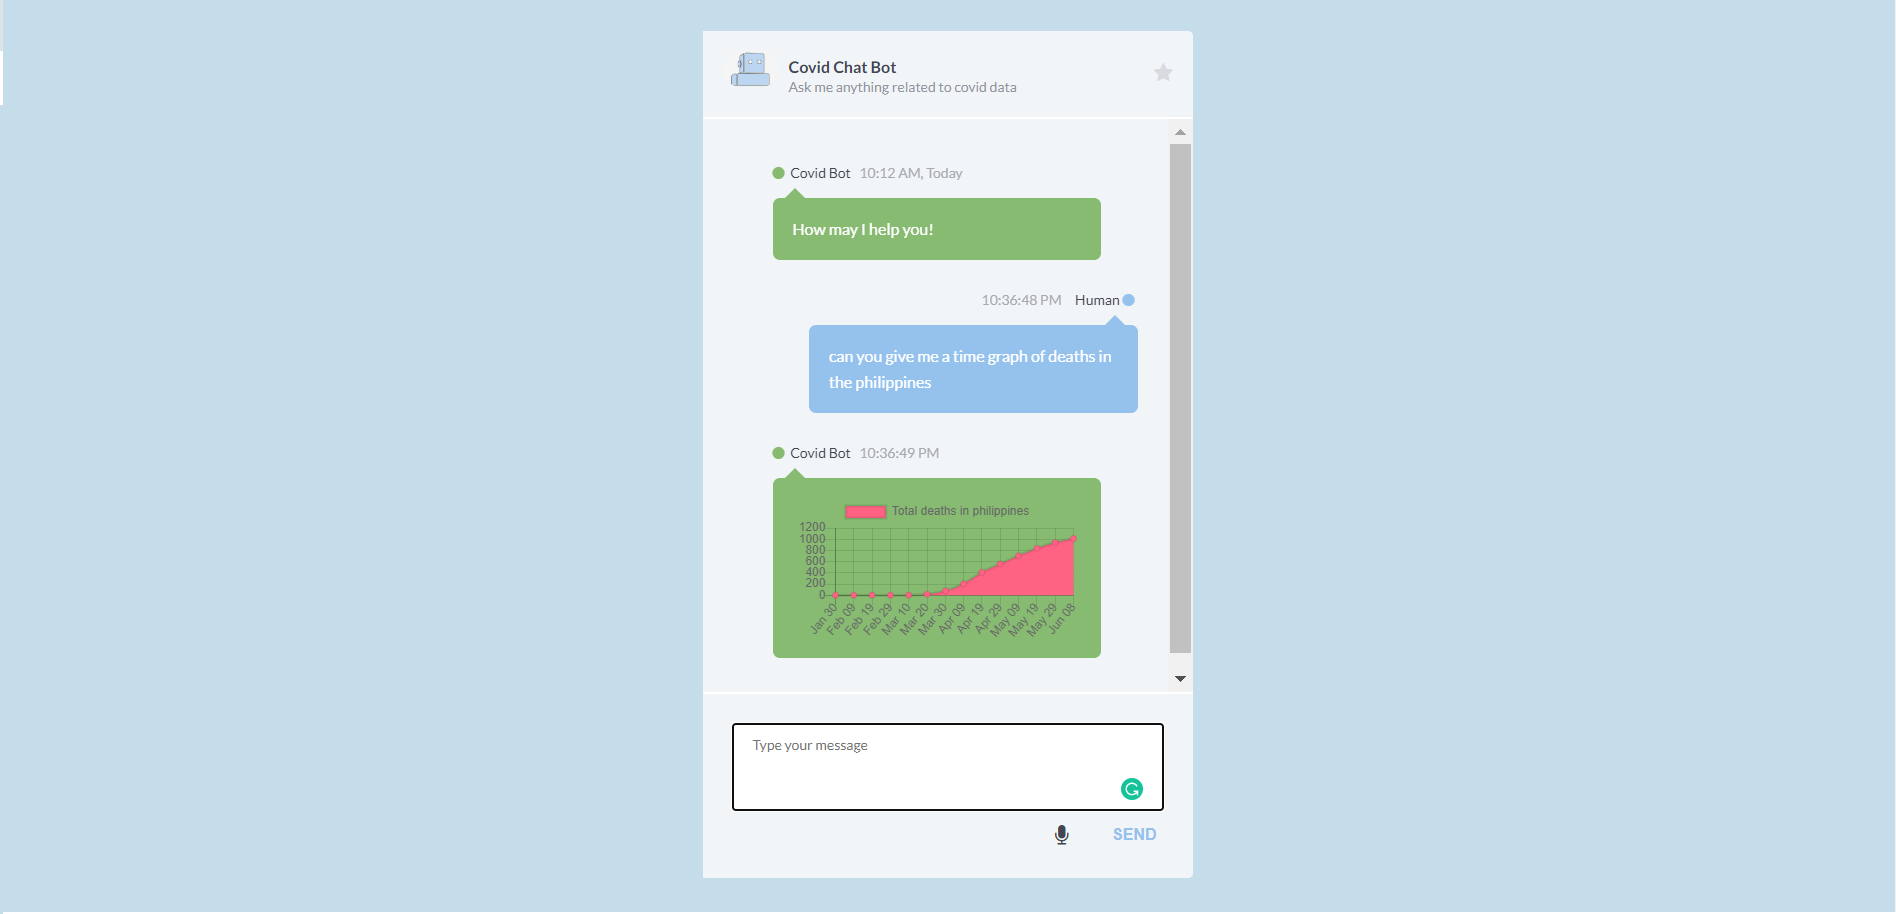 Covid Chat Bot
Ask me anything related to covid data
Covid Bot 10:12 AM, Today
How may I help you!
10:36:48 PM Human
can you give me a time graph of deaths in
the philippines
Covid Bot 10:36:49 PM
Total deaths in philippines
1200
1000
800
600
400
200
0
Jan 30
Feb 09
Feb 19
Feb 29
Mar 10
Mar 20
Mar 30
Apr 09
Apr 19
Apr 29
May 09
May 19
May 29
Jun 08
Type your message
SEND